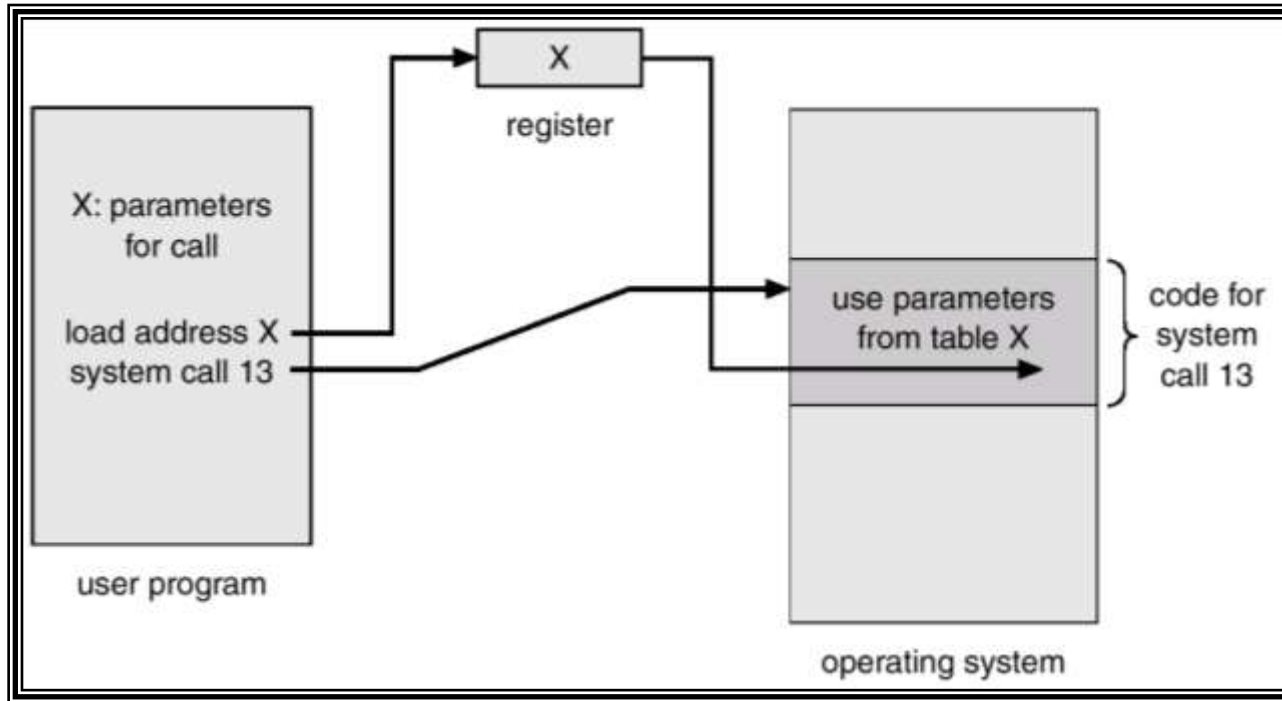 X
register
X: parameters
for call
load address X
system call 13
user program
use parameters
from table X
code for
system
call 13
operating system